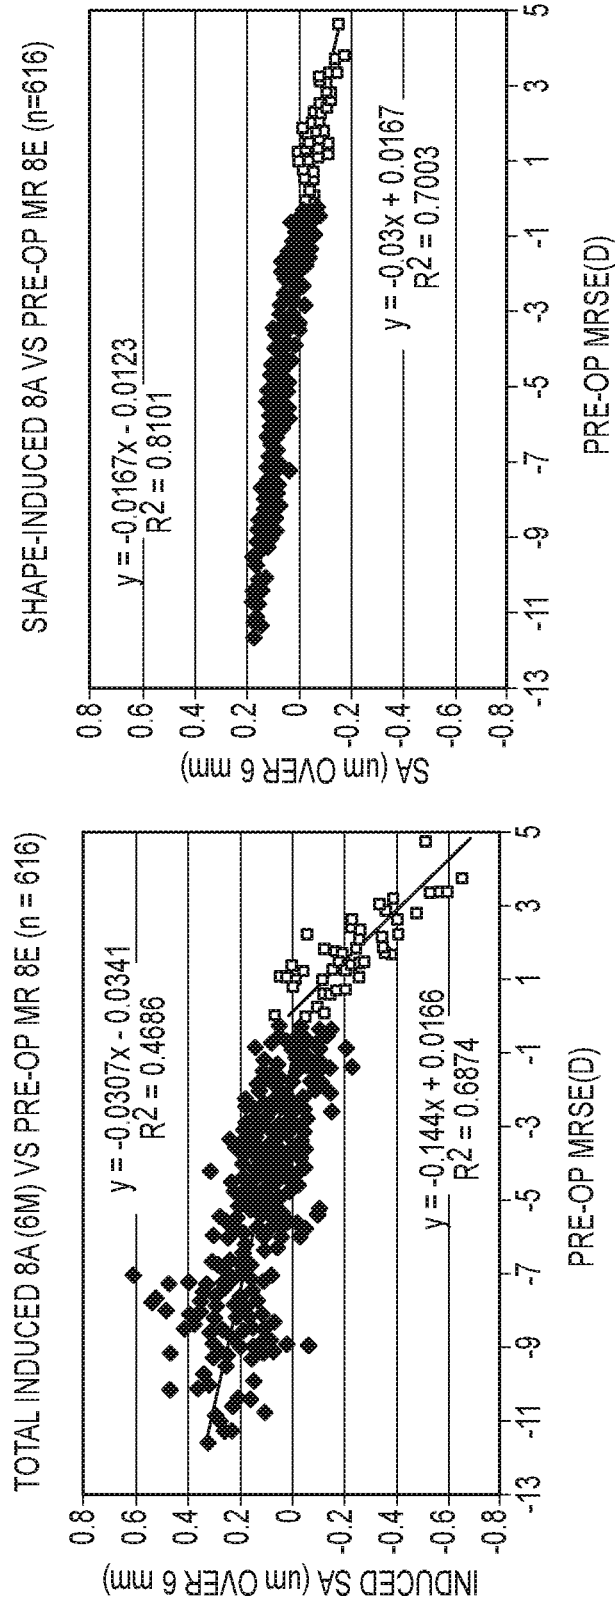 TOTAL INDUCED 8A (6M) VS PRE-OP MR 8E (n = 616)
y = -0.0307x - 0.0341
R2 = 0.4686
y = -0.144x + 0.0166
R2 = 0.6874
INDUCED SA (um OVER 6 mm)
0.8
0.6
0.4
0.2
0
-0.2
-0.4
-0.6
-0.8
-13
-11
-9
-7
-5
-3
-1
1
3
5
PRE-OP MRSE(D)
SHAPE-INDUCED 8A VS PRE-OP MR 8E (n=616)
y = -0.0167x - 0.0123
R2 = 0.8101
y = -0.03x + 0.0167
R2 = 0.7003
SA (um OVER 6 mm)
0.8
0.6
0.4
0.2
0
-0.2
-0.4
-0.6
-0.8
-13
-11
-9
-7
-5
-3
-1
1
3
5
PRE-OP MRSE(D)